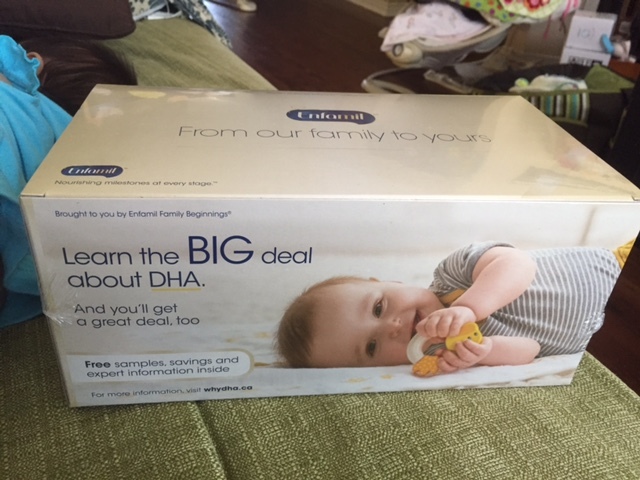 Enfamil
From our family to yours
Enfamil
Nourishing milestones at every stage.™
Brought to you by Enfamil Family Beginnings®
Learn the BIG deal
about DHA.
And you'll get
a great deal, too
Free samples, savings and
expert information inside
For more information, visit whydha.ca